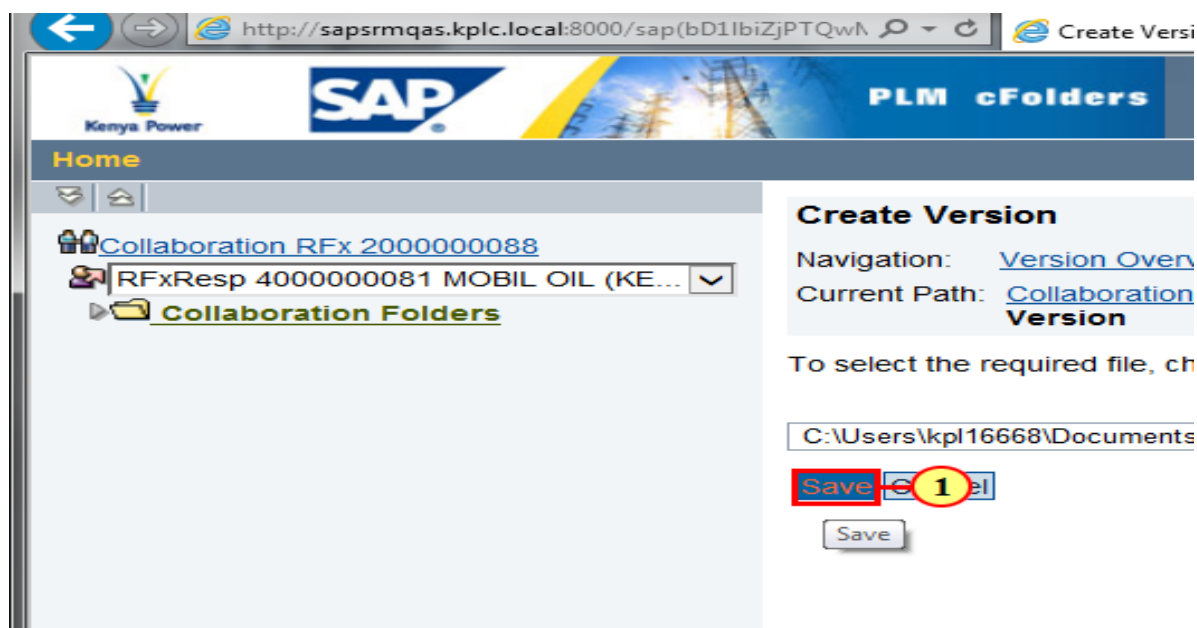 http://sapsrmqas.kplc.local:8000/sap(bD1lbiZjPTQwN
Create Versi
Kenya Power
SAP
PLM cFolders
Home
Collaboration RFx 2000000088
RFxResp 4000000081 MOBIL OIL (KE...
Collaboration Folders
Create Version
Navigation: Version Overv
Current Path: Collaboration
Version
To select the required file, ch
C:\Users\kpl16668\Documents
Save 1
Save